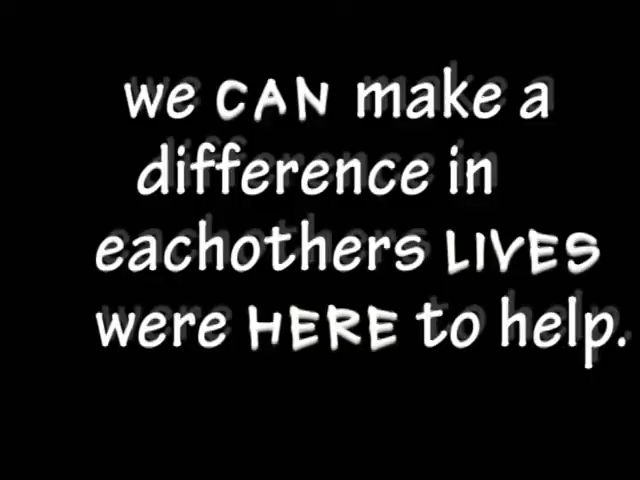 we CAN make a
difference in
eachothers LIVES
were HERE to help.